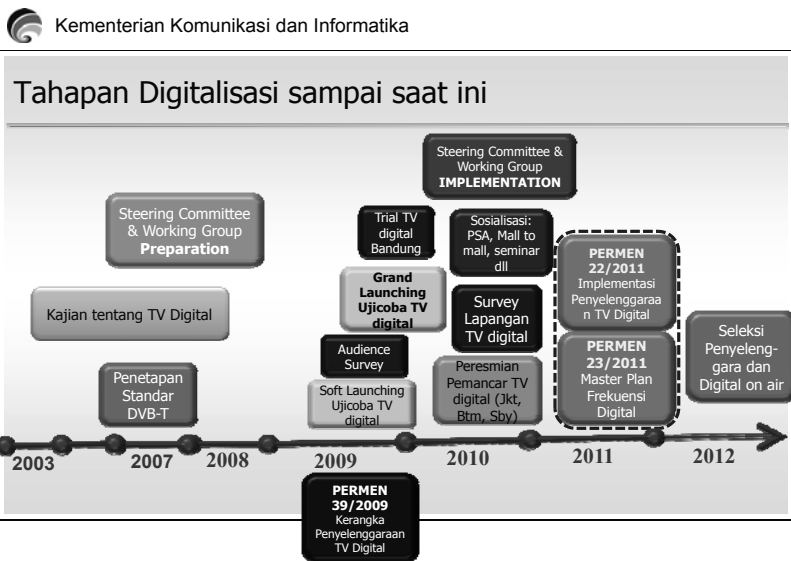 Kementerian Komunikasi dan Informatika
Tahapan Digitalisasi sampai saat ini
Steering Committee &
Working Group
IMPLEMENTATION
Steering Committee
& Working Group
Preparation
Trial TV
digital
Bandung
Sosialisasi:
PSA, Mall to
mall, seminar
dll
PERMEN
22/2011
Implementasi
Penyelenggaraa
n TV Digital
Grand
Launching
Ujicoba TV
digital
Kajian tentang TV Digital
Survey
Lapangan
TV digital
Seleksi
Penyeleng-
gara dan
Digital on air
Audience
Survey
PERMEN
23/2011
Master Plan
Frekuensi
Digital
Penetapan
Standar
DVB-T
Soft Launching
Ujicoba TV
digital
Peresmian
Pemancar TV
digital (Jkt,
Btm, Sby)
2003
2007
2008
2009
2010
2011
2012
PERMEN
39/2009
Kerangka
Penyelenggaraan
TV Digital